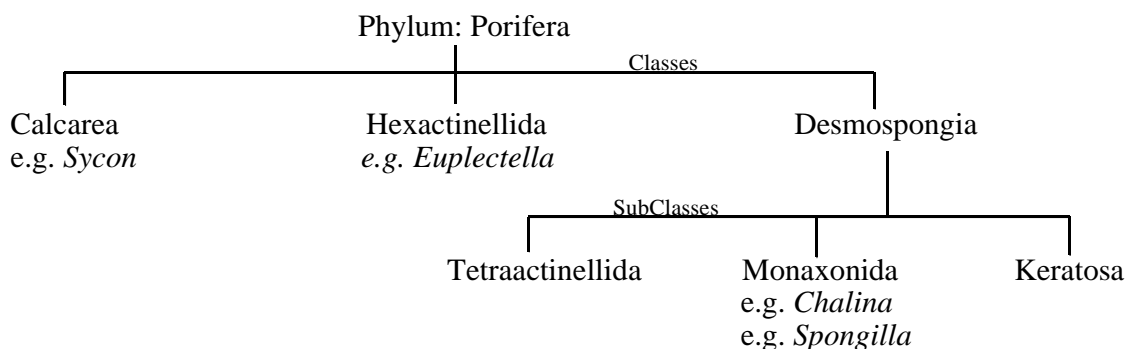 Phylum: Porifera
Classes
Calcarea
e.g. Sycon
Hexactinellida
e.g. Euplectella
Desmospongia
SubClasses
Tetraactinellida
Monaxonida
e.g. Chalina
e.g. Spongilla
Keratosa